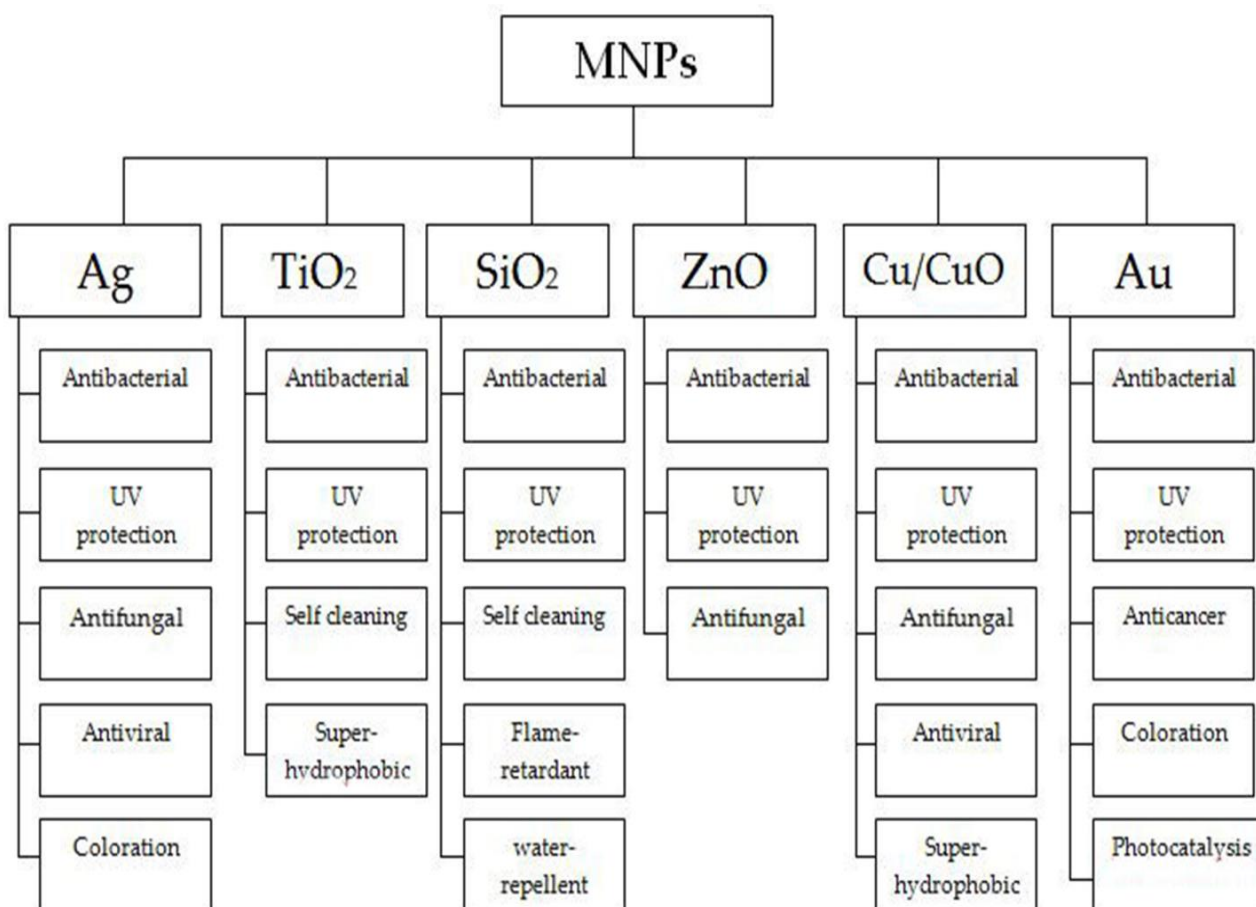 MNPs
Ag
TiO2
SiO2
ZnO
Cu/CuO
Au
Antibacterial
UV
protection
Antifungal
Antiviral
Coloration
Antibacterial
UV
protection
Self cleaning
Super-
hydrophobic
Antibacterial
UV
protection
Self cleaning
Flame-
retardant
water-
repellent
Antibacterial
UV
protection
Antifungal
Antibacterial
UV
protection
Antifungal
Antiviral
Super-
hydrophobic
Antibacterial
UV
protection
Anticancer
Coloration
Photocatalysis